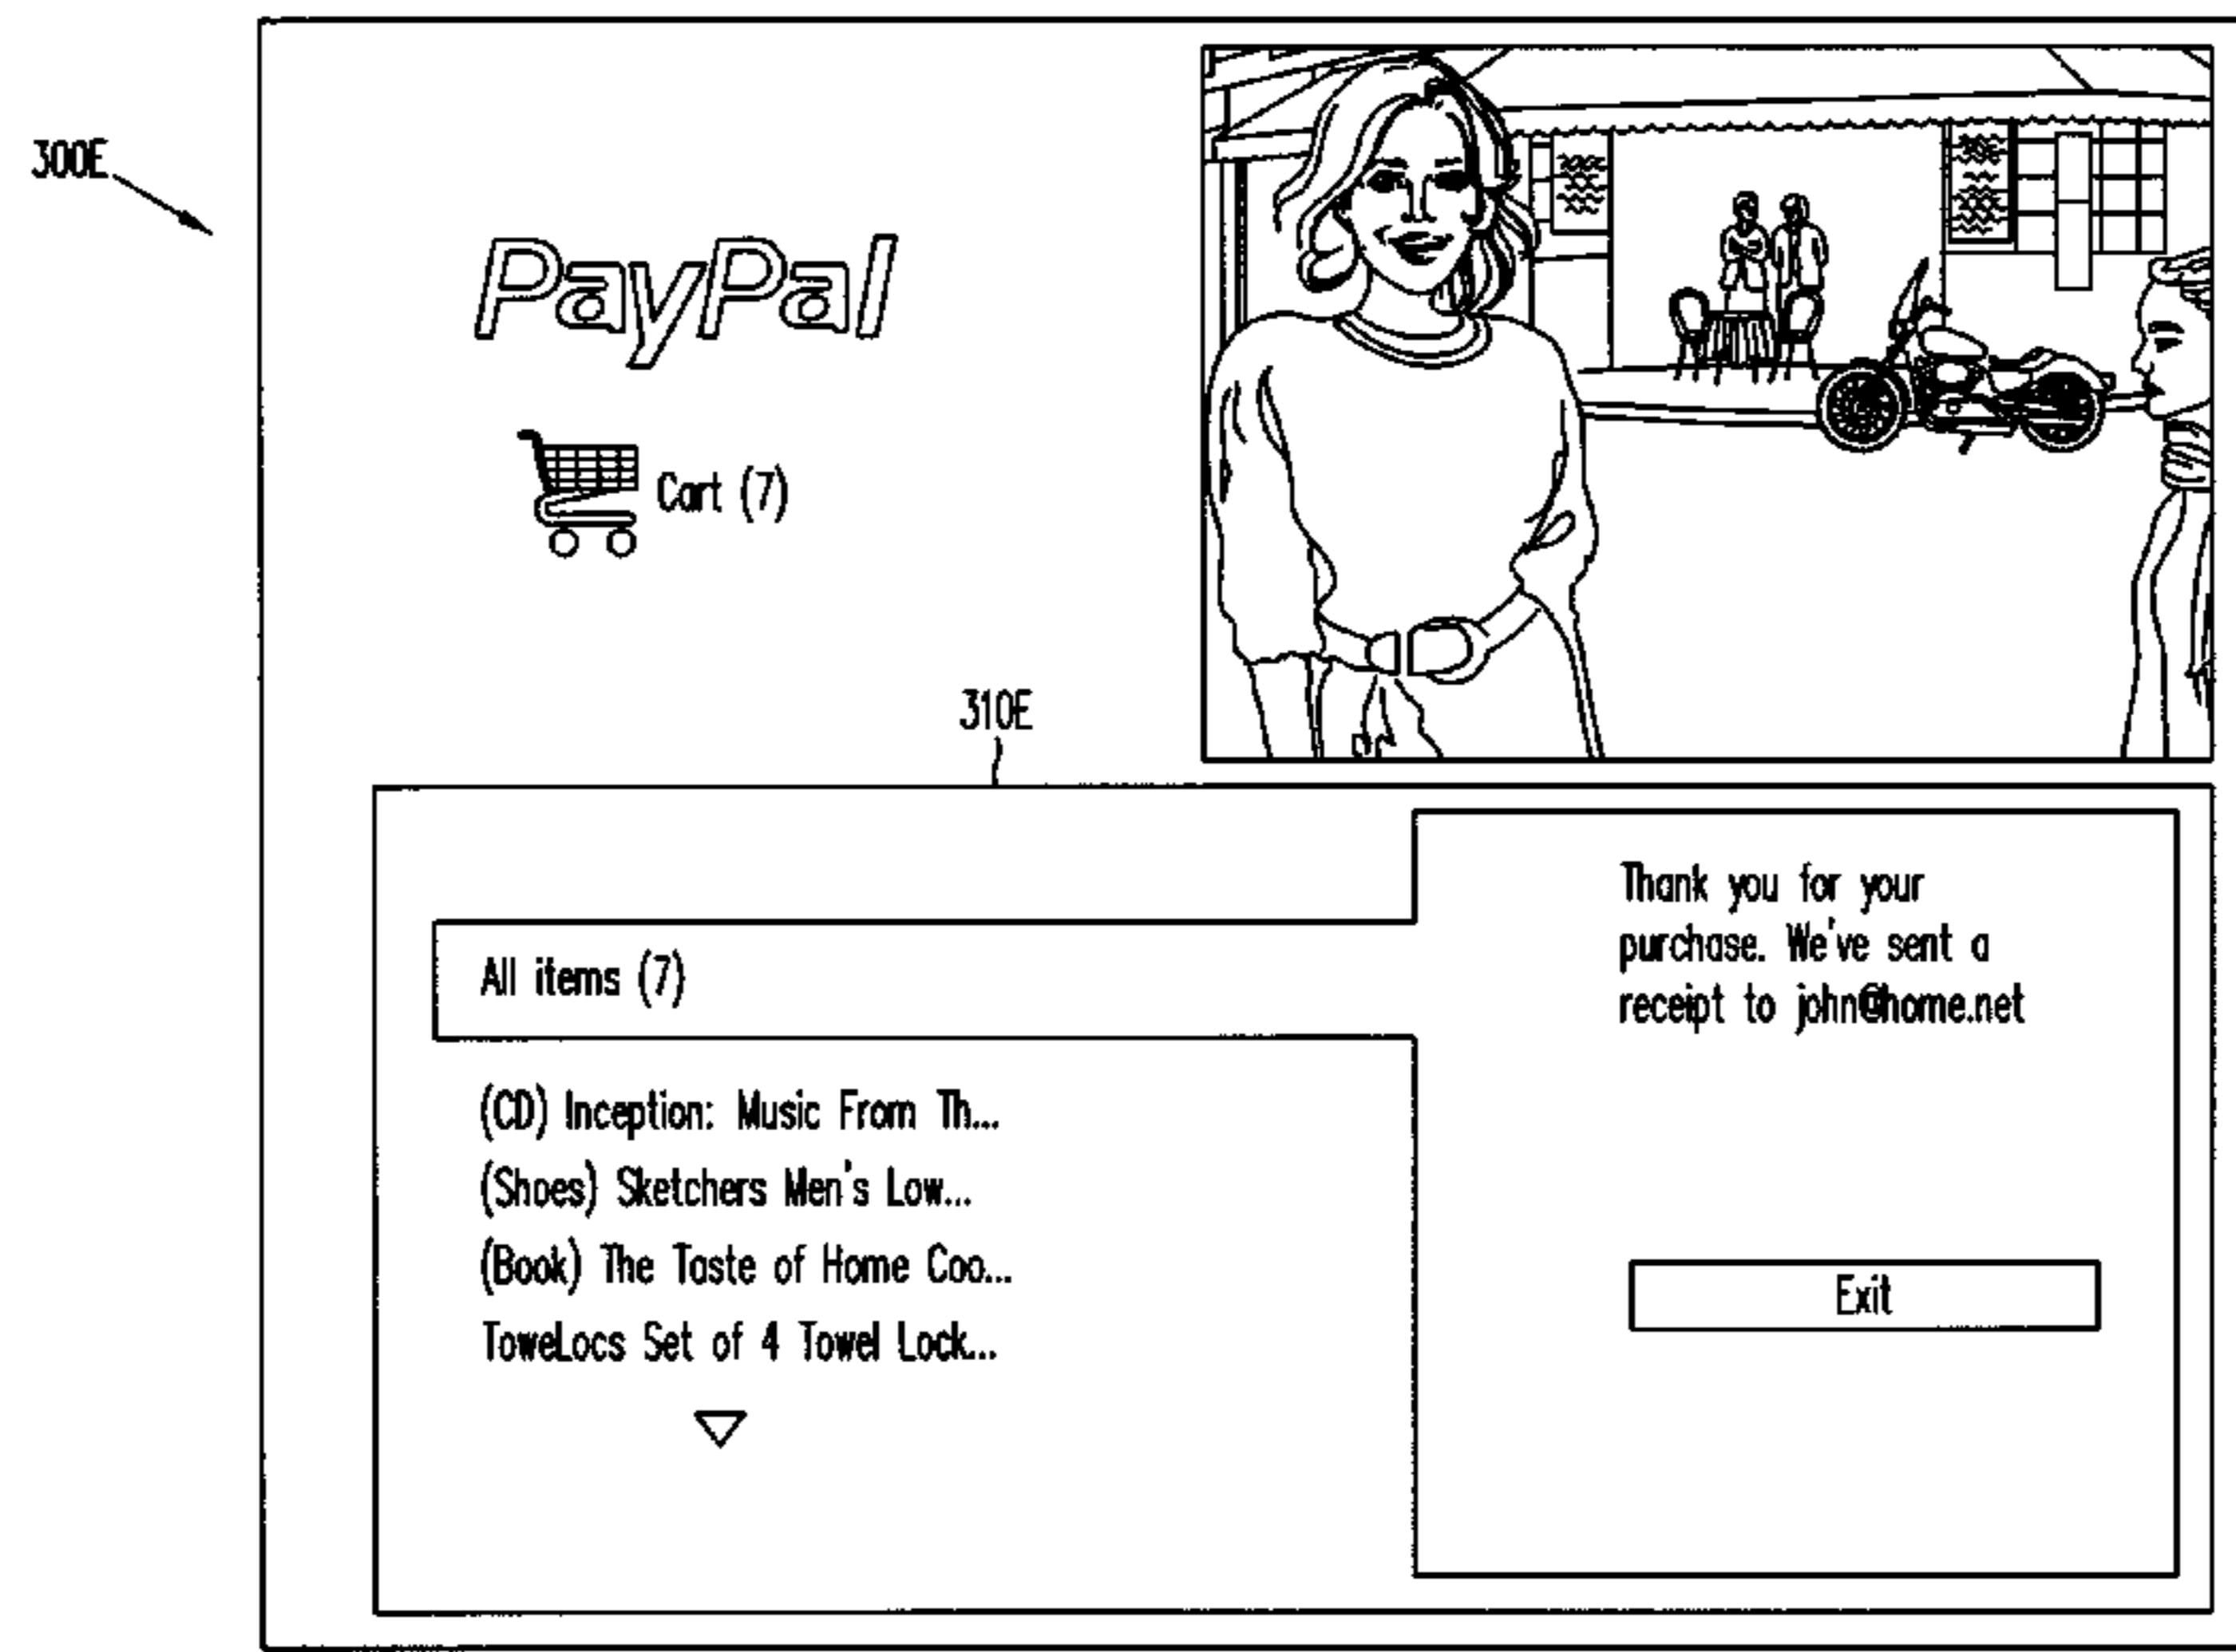 300E
PayPal
Cart (7)
310E
All items (7)
(CD) Inception: Music From Th...
(Shoes) Sketchers Men's Low...
(Book) The Taste of Home Coo...
ToweLocs Set of 4 Towel Lock...
Thank you for your
purchase. We've sent a
receipt to john@home.net
Exit